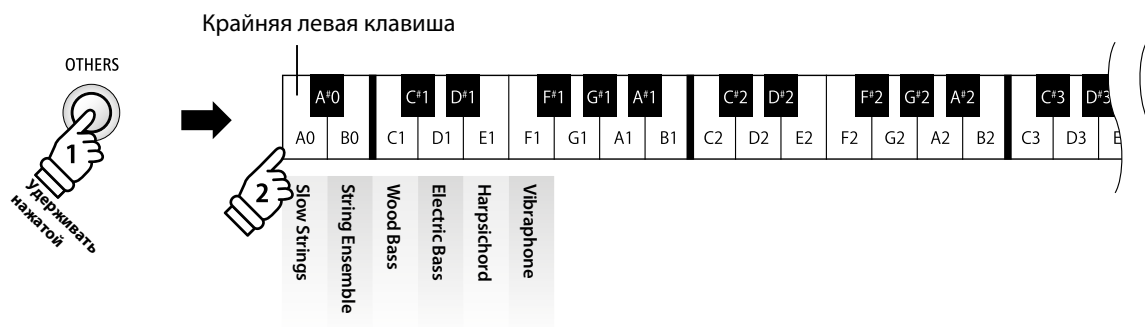 Крайняя левая клавиша
OTHERS
A#0 C#1 D#1 F#1 G#1 A#1 C#2 D#2 F#2 G#2 A#2 C#3 D#3
A0 B0 C1 D1 E1 F1 G1 A1 B1 C2 D2 E2 F2 G2 A2 B2 C3 D3 E
1
Удерживать
нажатой
2
Slow Strings
String Ensemble
Wood Bass
Electric Bass
Harpsichord
Vibraphone